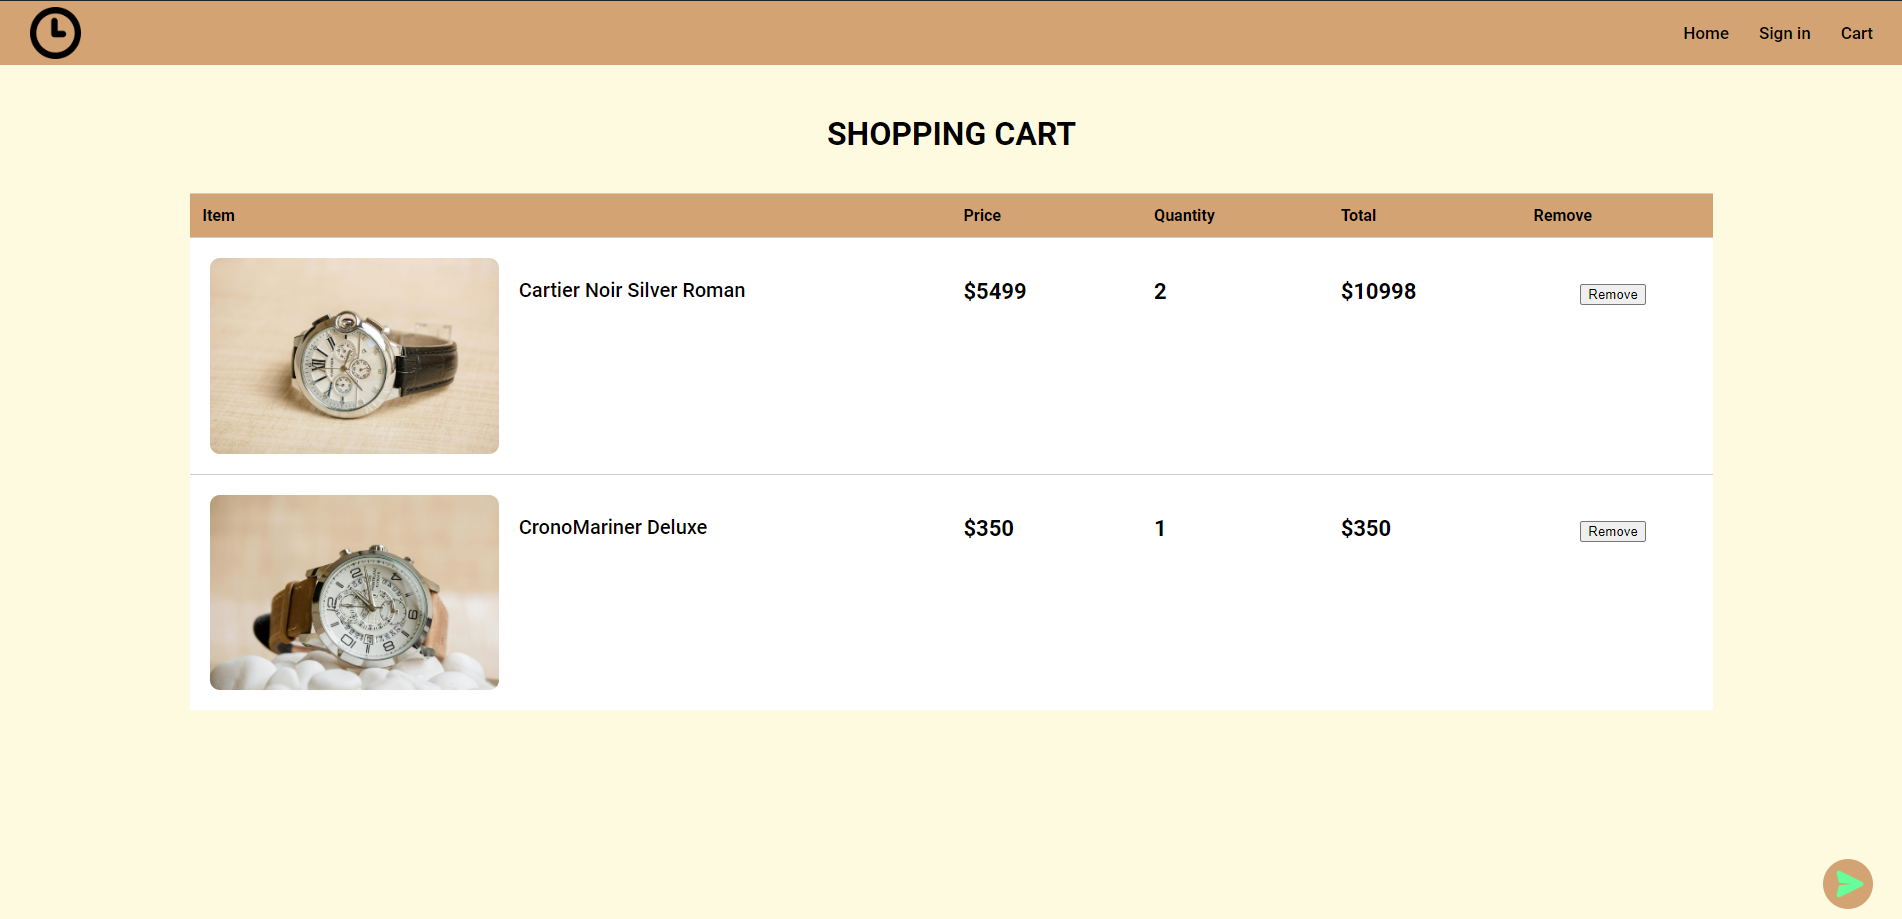 Home Sign in Cart
SHOPPING CART
Item Price Quantity Total Remove
Cartier Noir Silver Roman $5499 2 $10998 Remove
CronoMariner Deluxe $350 1 $350 Remove